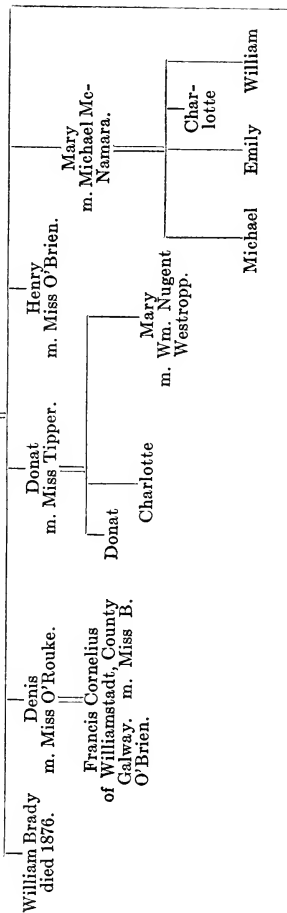 William Brady
died 1876.
Denis
m. Miss O'Rouke.
Francis Cornelius
of Williamstadt, County
Galway. m. Miss B.
O'Brien.
Donat
m. Miss Tipper.
Donat
Charlotte
Mary
m. Wm. Nugent
Westropp.
Henry
m. Miss O'Brien.
Mary
m. Michael Mc-
Namara.
Michael
Emily
Char-
lotte
William